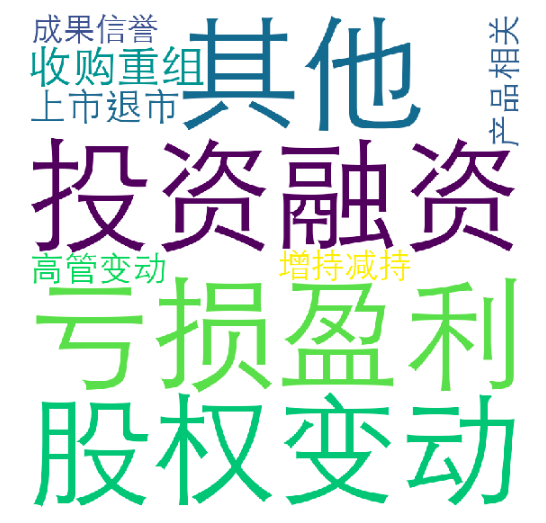 成果信誉
其他
产品相关
收购重组
上市退市
投资融资
高管变动
增持减持
亏损盈利
股权变动